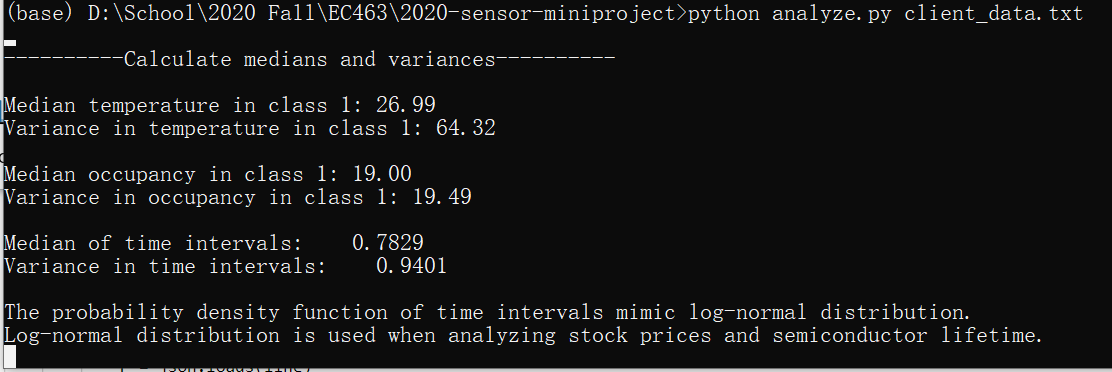 (base) D:\School\2020 Fall\EC463\2020-sensor-miniproject>python analyze.py client_data.txt
----------Calculate medians and variances----------
Median temperature in class 1: 26.99
Variance in temperature in class 1: 64.32
Median occupancy in class 1: 19.00
Variance in occupancy in class 1: 19.49
Median of time intervals:    0.7829
Variance in time intervals:    0.9401
The probability density function of time intervals mimic log-normal distribution.
Log-normal distribution is used when analyzing stock prices and semiconductor lifetime.